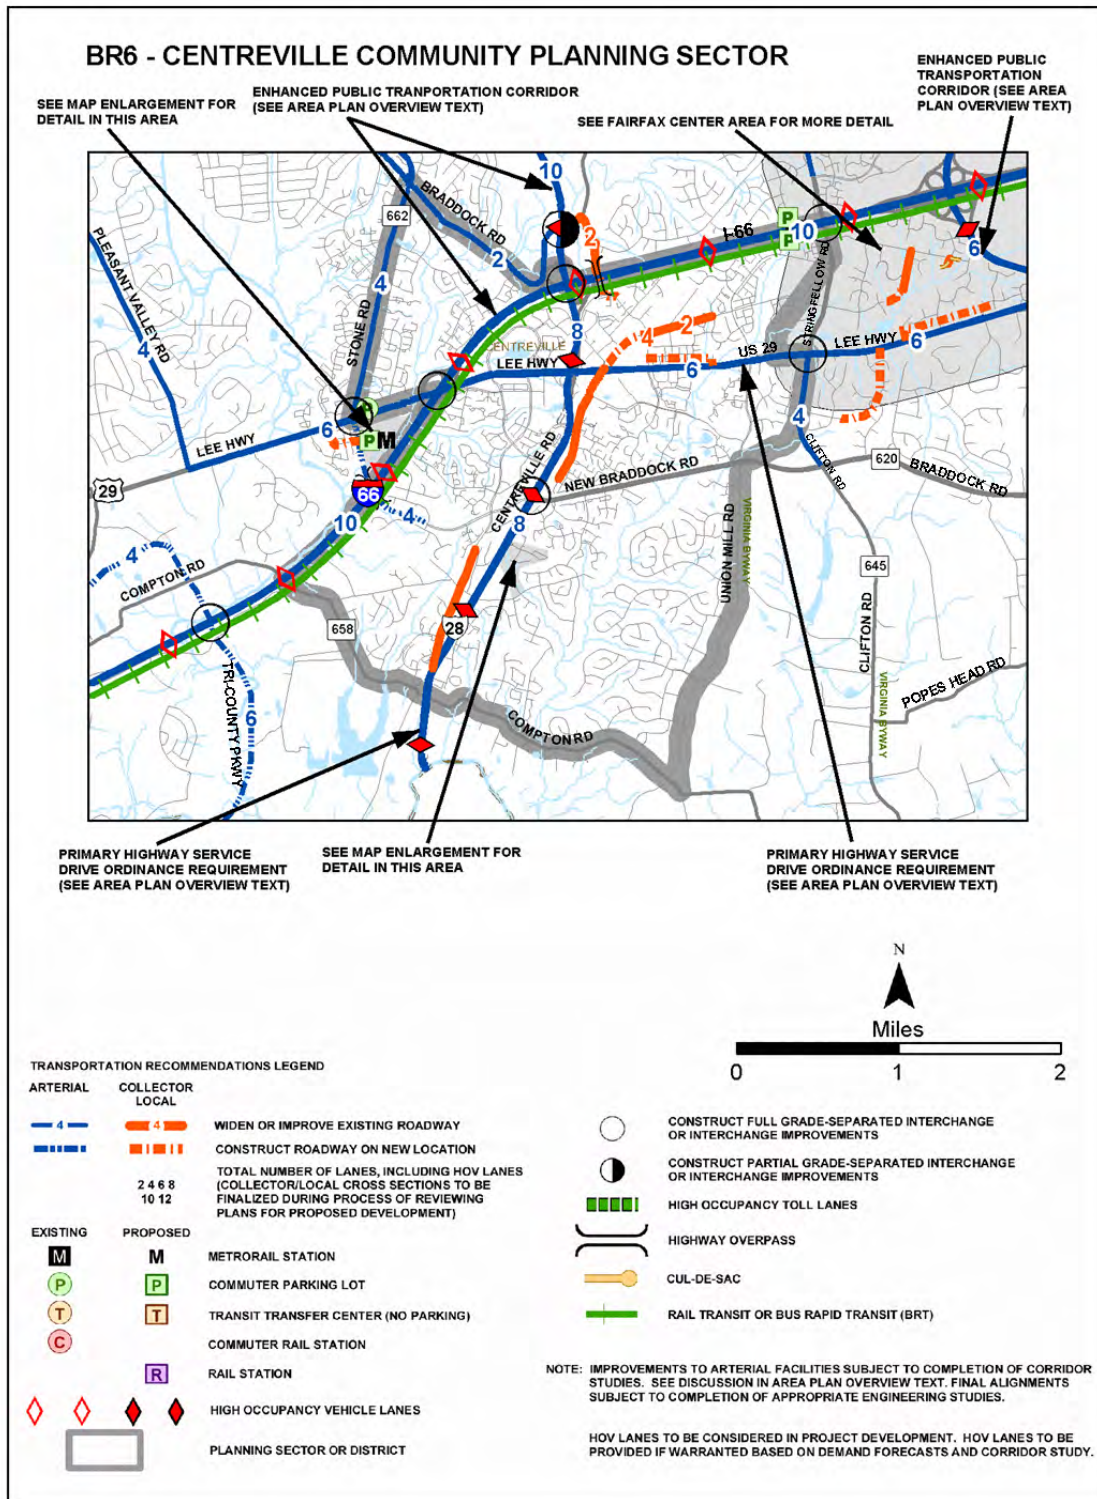 BR6 - CENTREVILLE COMMUNITY PLANNING SECTOR
ENHANCED PUBLIC
TRANSPORTATION
CORRIDOR (SEE AREA
PLAN OVERVIEW TEXT)
ENHANCED PUBLIC TRANPORTATION CORRIDOR
(SEE AREA PLAN OVERVIEW TEXT)
SEE MAP ENLARGEMENT FOR
DETAIL IN THIS AREA
SEE FAIRFAX CENTER AREA FOR MORE DETAIL
10
662
BRADDOCK RD
2
2
I-66
P
P
10
6
PLEASANT VALLEY RD
4
STONE RD
4
STRINGFELLOW RD
8
4
2
CENTREVILLE
LEE HWY
US 29
LEE HWY
6
6
P
6
P
M
LEE HWY
4
CLIFTON RD
29
66
10
4
CENTREVILLE RD
8
NEW BRADDOCK RD
620
BRADDOCK RD
UNION MILL RD
VIRGINIA BYWAY
4
COMPTON RD
645
CLIFTON RD
658
28
TRI-COUNTY PKWY
6
COMPTON RD
VIRGINIA BYWAY
POPES HEAD RD
PRIMARY HIGHWAY SERVICE
DRIVE ORDINANCE REQUIREMENT
(SEE AREA PLAN OVERVIEW TEXT)
SEE MAP ENLARGEMENT FOR
DETAIL IN THIS AREA
PRIMARY HIGHWAY SERVICE
DRIVE ORDINANCE REQUIREMENT
(SEE AREA PLAN OVERVIEW TEXT)
N
Miles
0 1 2
TRANSPORTATION RECOMMENDATIONS LEGEND
ARTERIAL COLLECTOR
LOCAL
4 4 WIDEN OR IMPROVE EXISTING ROADWAY
CONSTRUCT ROADWAY ON NEW LOCATION
TOTAL NUMBER OF LANES, INCLUDING HOV LANES
2 4 6 8 (COLLECTOR/LOCAL CROSS SECTIONS TO BE
10 12 FINALIZED DURING PROCESS OF REVIEWING
PLANS FOR PROPOSED DEVELOPMENT)
EXISTING PROPOSED
M M METRORAIL STATION
P P COMMUTER PARKING LOT
T T TRANSIT TRANSFER CENTER (NO PARKING)
C COMMUTER RAIL STATION
R RAIL STATION
HIGH OCCUPANCY VEHICLE LANES
PLANNING SECTOR OR DISTRICT
CONSTRUCT FULL GRADE-SEPARATED INTERCHANGE
OR INTERCHANGE IMPROVEMENTS
CONSTRUCT PARTIAL GRADE-SEPARATED INTERCHANGE
OR INTERCHANGE IMPROVEMENTS
HIGH OCCUPANCY TOLL LANES
HIGHWAY OVERPASS
CUL-DE-SAC
RAIL TRANSIT OR BUS RAPID TRANSIT (BRT)
NOTE: IMPROVEMENTS TO ARTERIAL FACILITIES SUBJECT TO COMPLETION OF CORRIDOR
STUDIES. SEE DISCUSSION IN AREA PLAN OVERVIEW TEXT. FINAL ALIGNMENTS
SUBJECT TO COMPLETION OF APPROPRIATE ENGINEERING STUDIES.
HOV LANES TO BE CONSIDERED IN PROJECT DEVELOPMENT. HOV LANES TO BE
PROVIDED IF WARRANTED BASED ON DEMAND FORECASTS AND CORRIDOR STUDY.